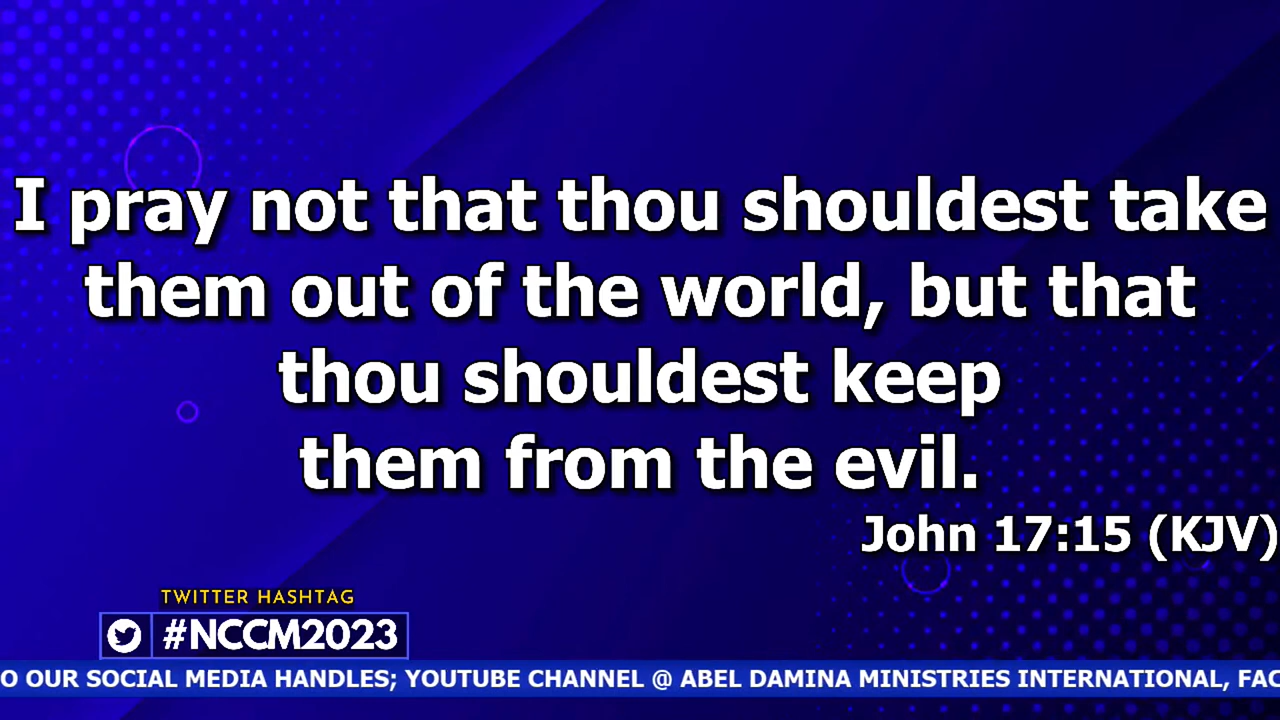 I pray not that thou shouldest take
them out of the world, but that
thou shouldest keep
them from the evil.
John 17:15 (KJV)
TWITTER HASHTAG
#NCCM2023
O OUR SOCIAL MEDIA HANDLES; YOUTUBE CHANNEL @ ABEL DAMINA MINISTRIES INTERNATIONAL, FAC